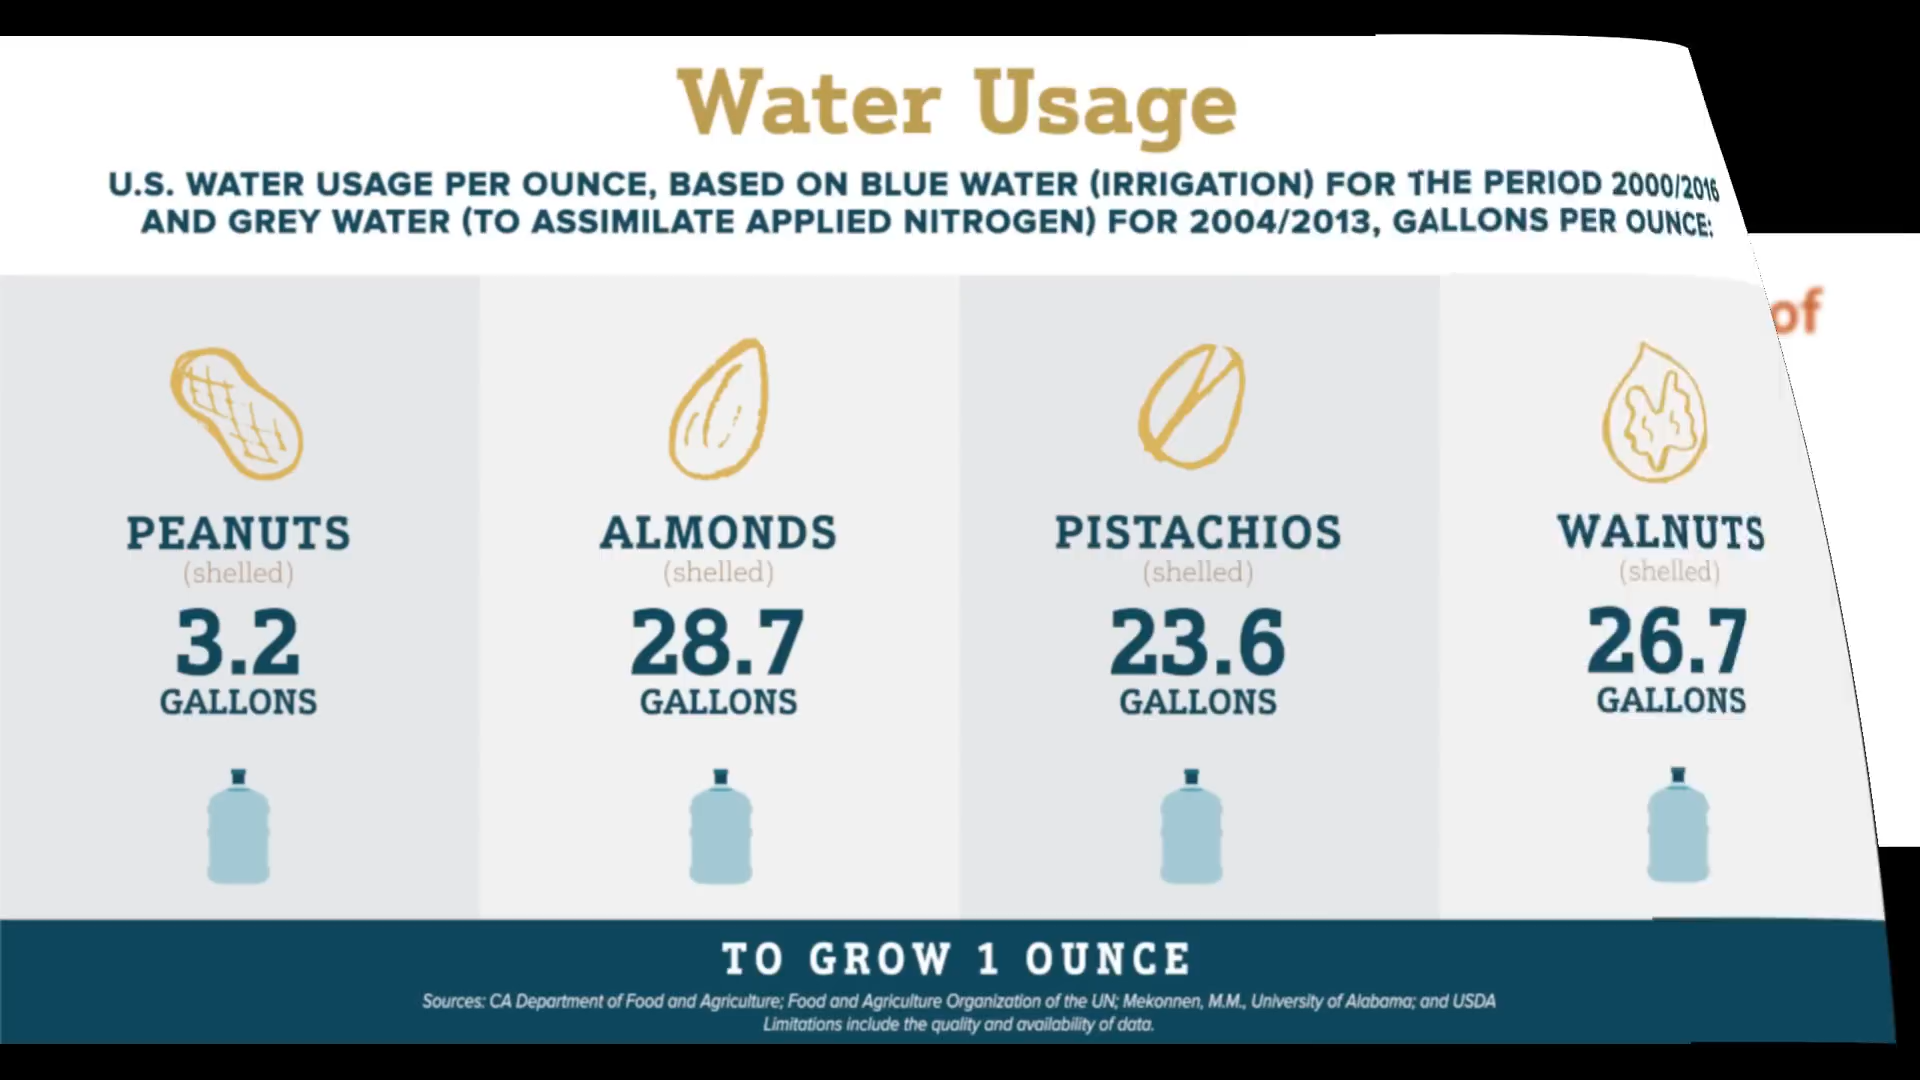 Water Usage
U.S. WATER USAGE PER OUNCE, BASED ON BLUE WATER (IRRIGATION) FOR THE PERIOD 2000/2016
AND GREY WATER (TO ASSIMILATE APPLIED NITROGEN) FOR 2004/2013, GALLONS PER OUNCE:
of
PEANUTS
(shelled)
3.2
GALLONS
ALMONDS
(shelled)
28.7
GALLONS
PISTACHIOS
(shelled)
23.6
GALLONS
WALNUTS
(shelled)
26.7
GALLONS
TO GROW 1 OUNCE
Sources: CA Department of Food and Agriculture; Food and Agriculture Organization of the UN; Mekonnen, M.M., University of Alabama; and USDA
Limitations include the quality and availability of data.